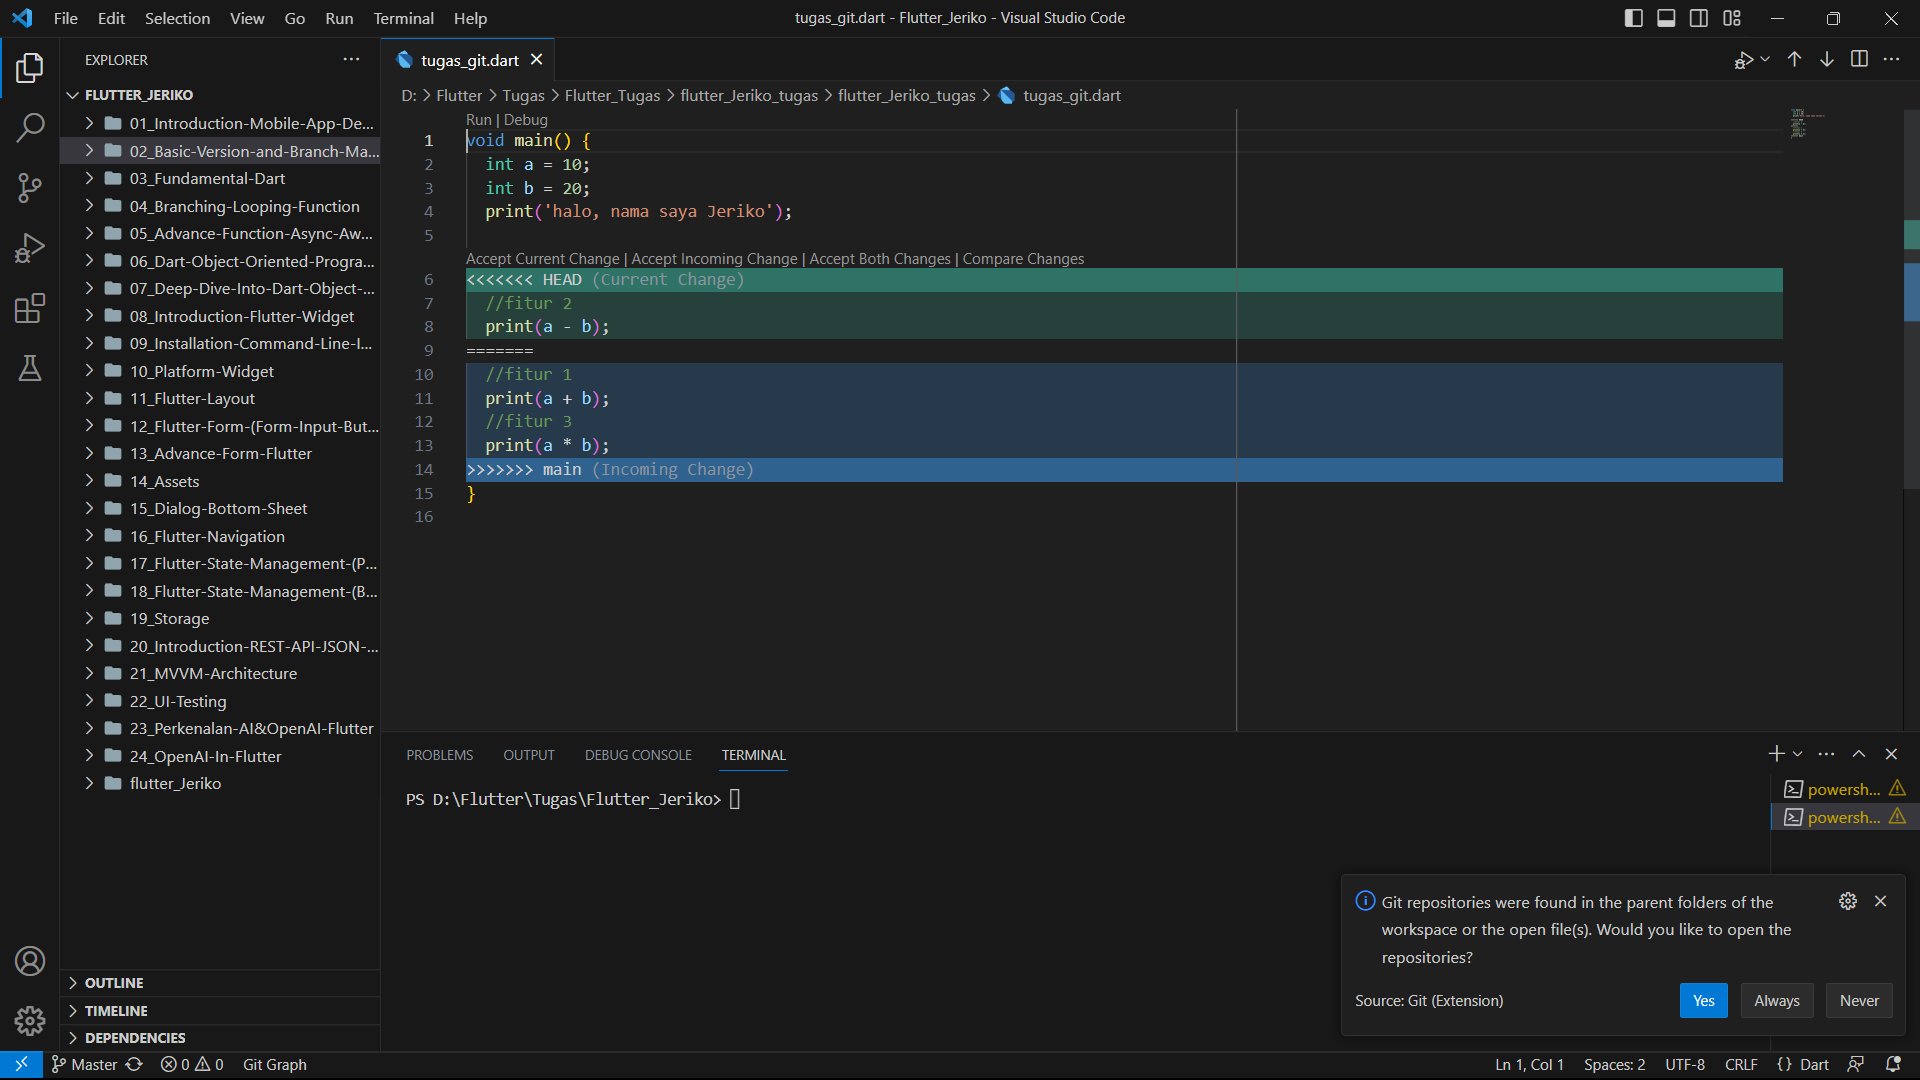 File Edit Selection View Go Run Terminal Help
tugas_git.dart - Flutter_Jeriko - Visual Studio Code
EXPLORER
FLUTTER_JERIKO
01_Introduction-Mobile-App-De...
02_Basic-Version-and-Branch-Ma...
03_Fundamental-Dart
04_Branching-Looping-Function
05_Advance-Function-Async-Aw...
06_Dart-Object-Oriented-Progra...
07_Deep-Dive-Into-Dart-Object-...
08_Introduction-Flutter-Widget
09_Installation-Command-Line-I...
10_Platform-Widget
11_Flutter-Layout
12_Flutter-Form-(Form-Input-But...
13_Advance-Form-Flutter
14_Assets
15_Dialog-Bottom-Sheet
16_Flutter-Navigation
17_Flutter-State-Management-(P...
18_Flutter-State-Management-(B...
19_Storage
20_Introduction-REST-API-JSON-...
21_MVVM-Architecture
22_UI-Testing
23_Perkenalan-AI&OpenAI-Flutter
24_OpenAI-In-Flutter
flutter_Jeriko
OUTLINE
TIMELINE
DEPENDENCIES
tugas_git.dart
D: > Flutter > Tugas > Flutter_Tugas > flutter_Jeriko_tugas > flutter_Jeriko_tugas > tugas_git.dart
Run | Debug
1 void main() {
2 int a = 10;
3 int b = 20;
4 print('halo, nama saya Jeriko');
5
Accept Current Change | Accept Incoming Change | Accept Both Changes | Compare Changes
6 <<<<<<< HEAD (Current Change)
7 //fitur 2
8 print(a - b);
9 =======
10 //fitur 1
11 print(a + b);
12 //fitur 3
13 print(a * b);
14 >>>>>>> main (Incoming Change)
15 }
16
PROBLEMS OUTPUT DEBUG CONSOLE TERMINAL
PS D:\Flutter\Tugas\Flutter_Jeriko>
powersh...
powersh...
Git repositories were found in the parent folders of the
workspace or the open file(s). Would you like to open the
repositories?
Source: Git (Extension)
Yes Always Never
Master 0 0 Git Graph
Ln 1, Col 1 Spaces: 2 UTF-8 CRLF {} Dart